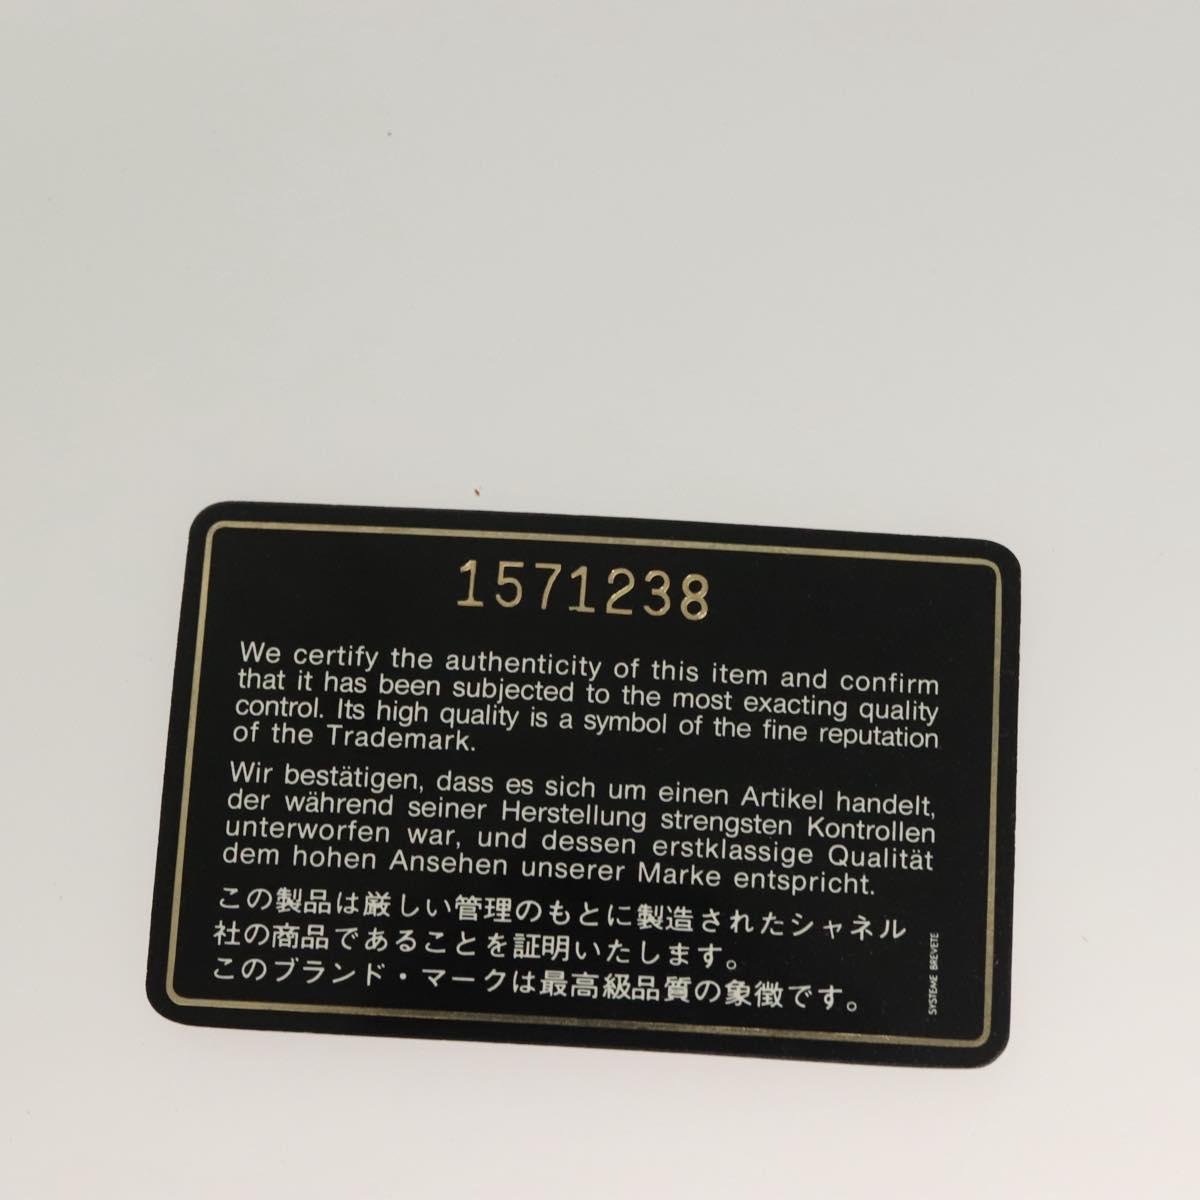 1571238
We certify the authenticity of this item and confirm
that it has been subjected to the most exacting quality
control. Its high quality is a symbol of the fine reputation
of the Trademark.
Wir bestätigen, dass es sich um einen Artikel handelt,
der während seiner Herstellung strengsten Kontrollen
unterworfen war, und dessen erstklassige Qualität
dem hohen Ansehen unserer Marke entspricht.
この製品は厳しい管理のもとに製造されたシャネル
社の商品であることを証明いたします。
このブランド・マークは最高級品質の象徴です。
SYSTEME BREVETE